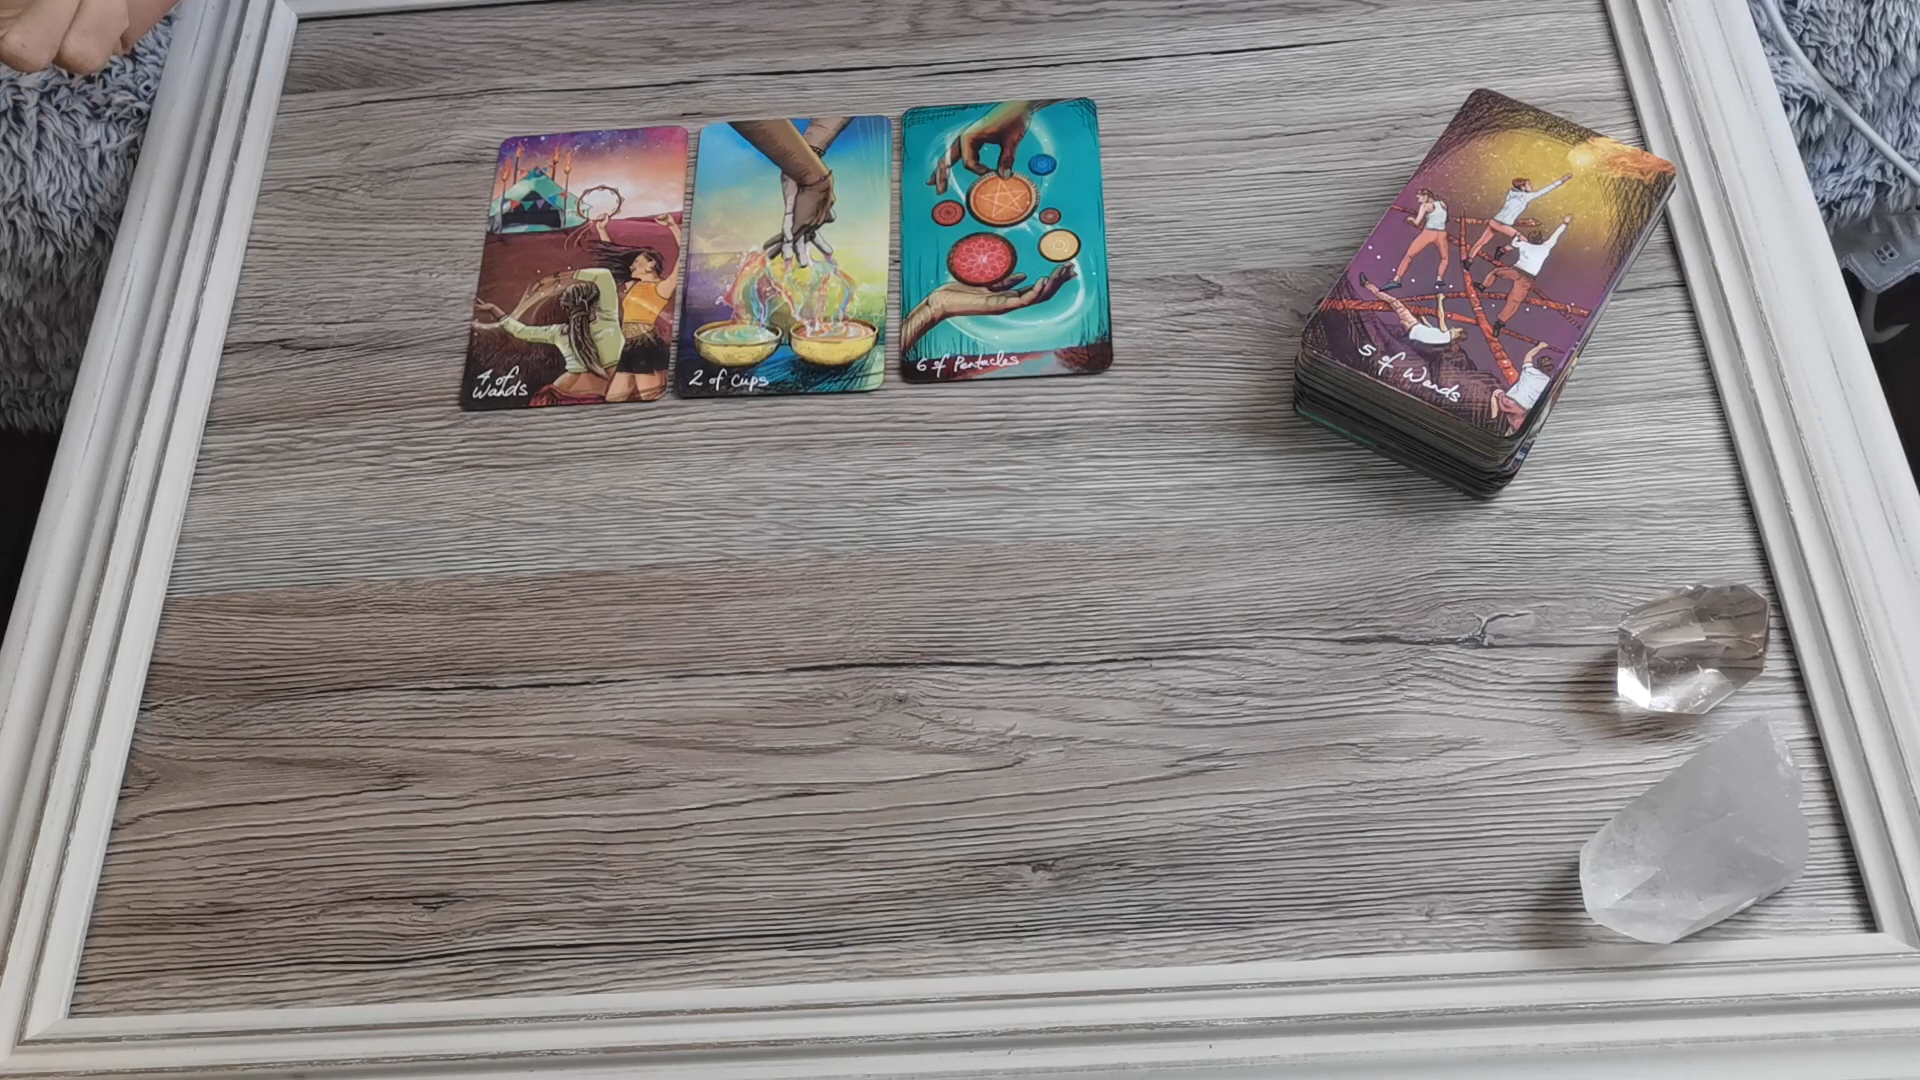 4 of
Wands
2 of Cups
6 of Pentacles
5 of Wands